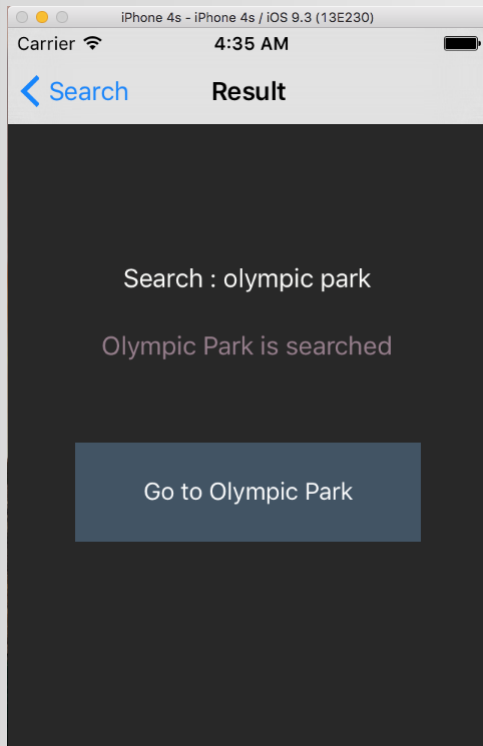 iPhone 4s - iPhone 4s / iOS 9.3 (13E230)
Carrier 4:35 AM
Search Result
Search : olympic park
Olympic Park is searched
Go to Olympic Park